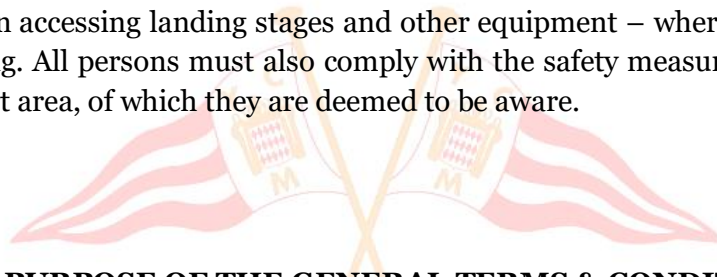 n accessing landing stages and other equipment – wher
g. All persons must also comply with the safety measur
t area, of which they are deemed to be aware.
Y C
Y C
M
M
PURPOSE OF THE GENERAL TERMS & CONDIT